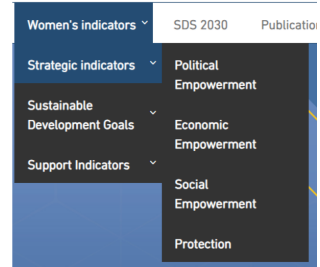 Women's indicators SDS 2030
Strategic indicators
Sustainable
Development Goals
Support Indicators
Political
Empowerment
Economic
Empowerment
Social
Empowerment
Protection